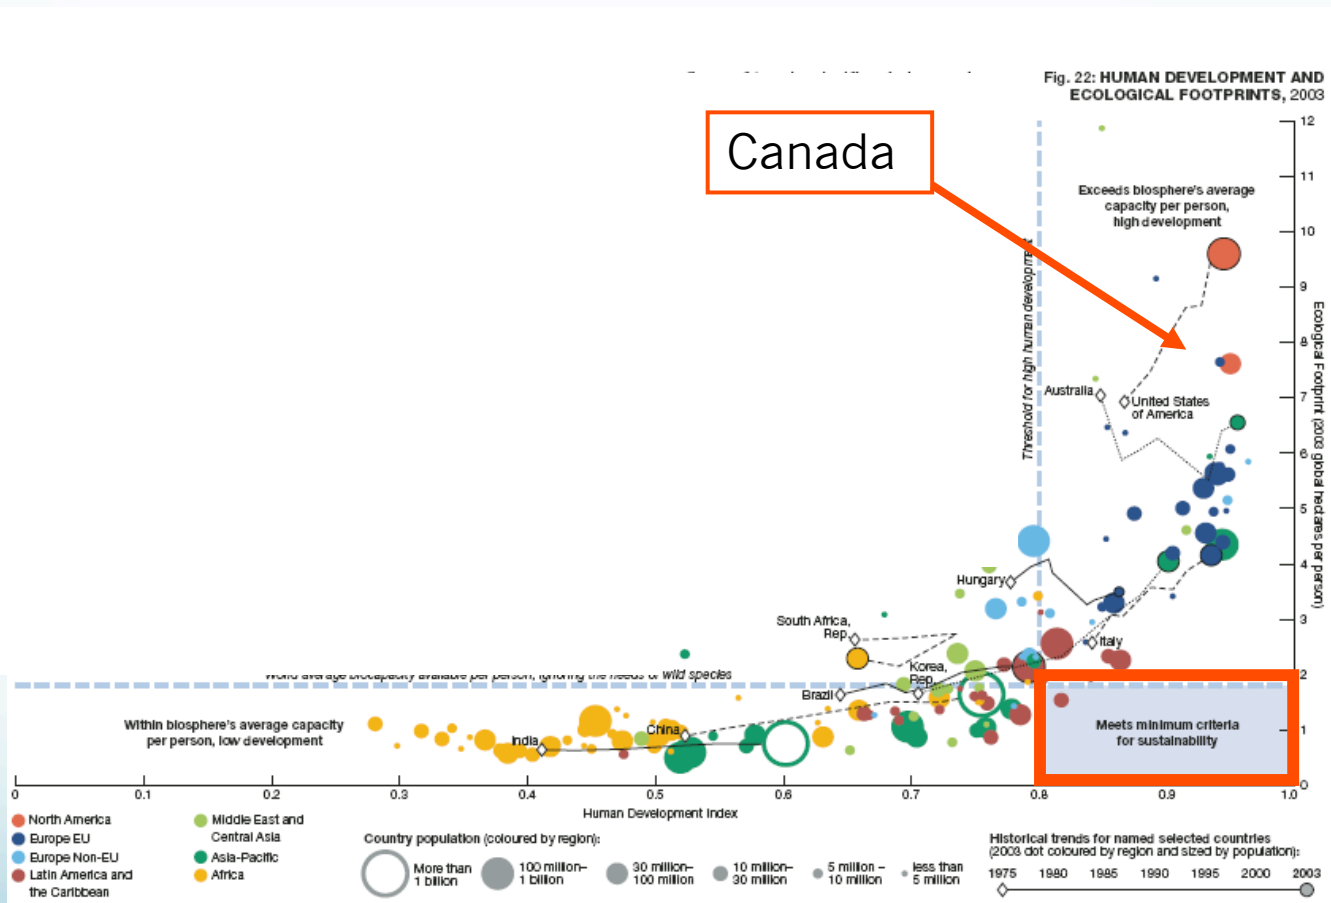 Fig. 22: HUMAN DEVELOPMENT AND
ECOLOGICAL FOOTPRINTS, 2003
Canada
Exceeds biosphere's average
capacity per person,
high development
Threshold for high human development
Ecological Footprint (2003 global hectares per person)
12
11
10
9
8
7
6
5
4
3
2
1
0
Australia
United States
of America
Hungary
South Africa,
Rep.
Italy
Korea,
Rep.
Brazil
World average biocapacity available per person, ignoring the needs of wild species
Within biosphere's average capacity
per person, low development
India
China
Meets minimum criteria
for sustainability
0
0.1
0.2
0.3
0.4
0.5
0.6
0.7
0.8
0.9
1.0
Human Development Index
North America
Europe EU
Europe Non-EU
Latin America and
the Caribbean
Middle East and
Central Asia
Asia-Pacific
Africa
Country population (coloured by region):
More than
1 billion
100 million–
1 billion
30 million–
100 million
10 million–
30 million
5 million –
10 million
less than
5 million
Historical trends for named selected countries
(2003 dot coloured by region and sized by population):
1975
1980
1985
1990
1995
2000
2003